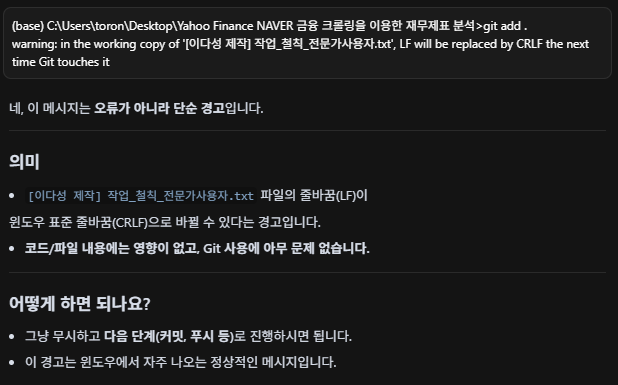 (base) C:\Users\toron\Desktop\Yahoo Finance NAVER 금융 크롤링을 이용한 재무제표 분석>git add .
warning: in the working copy of '[이다성 제작] 작업_철칙_전문가사용자.txt', LF will be replaced by CRLF the next
time Git touches it
네, 이 메시지는 오류가 아니라 단순 경고입니다.
의미
• [이다성 제작] 작업_철칙_전문가사용자.txt 파일의 줄바꿈(LF)이
윈도우 표준 줄바꿈(CRLF)으로 바뀔 수 있다는 경고입니다.
• 코드/파일 내용에는 영향이 없고, Git 사용에 아무 문제 없습니다.
어떻게 하면 되나요?
• 그냥 무시하고 다음 단계(커밋, 푸시 등)로 진행하시면 됩니다.
• 이 경고는 윈도우에서 자주 나오는 정상적인 메시지입니다.